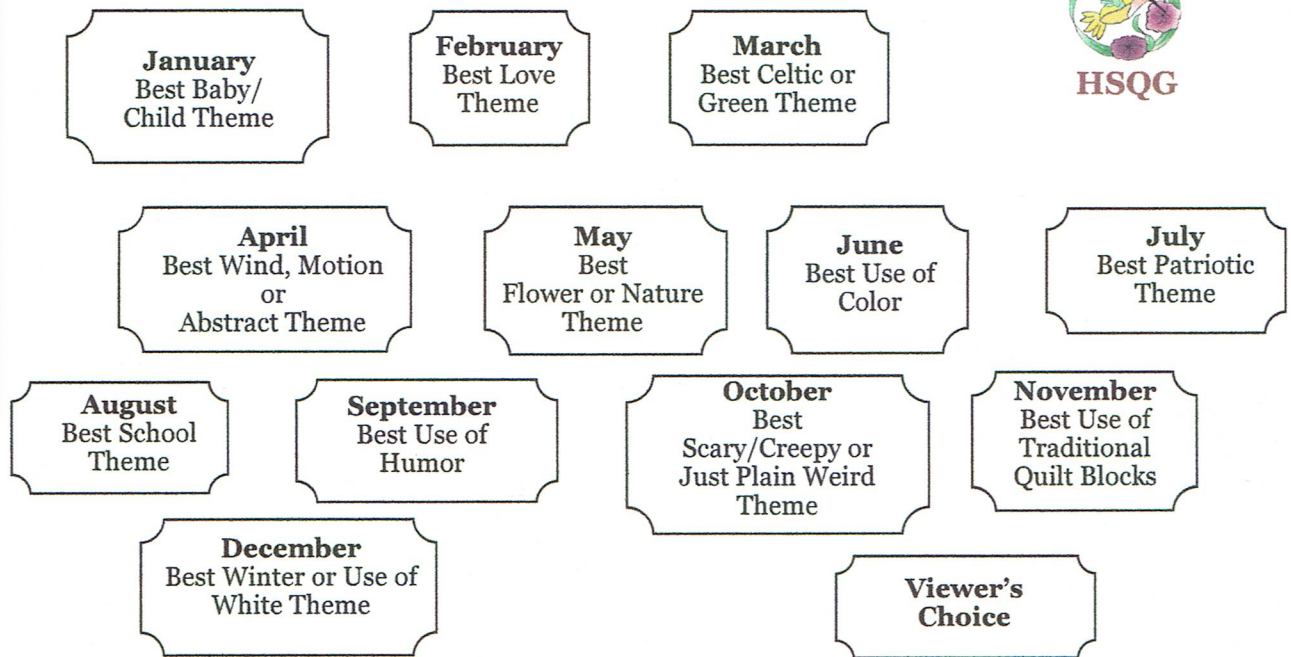 HSQG
January
Best Baby/
Child Theme
February
Best Love
Theme
March
Best Celtic or
Green Theme
April
Best Wind, Motion
or
Abstract Theme
May
Best
Flower or Nature
Theme
June
Best Use of
Color
July
Best Patriotic
Theme
August
Best School
Theme
September
Best Use of
Humor
October
Best
Scary/Creepy or
Just Plain Weird
Theme
November
Best Use of
Traditional
Quilt Blocks
December
Best Winter or Use of
White Theme
Viewer’s
Choice